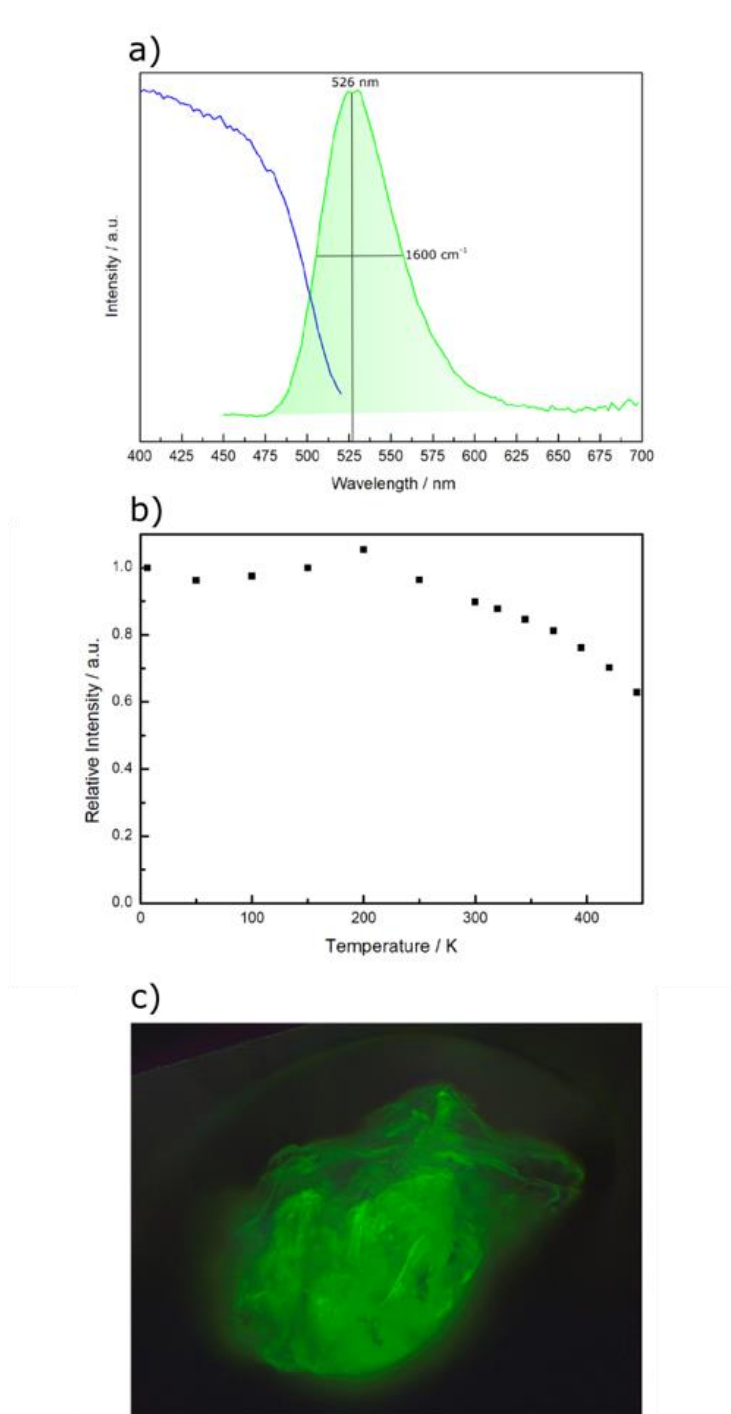 a)
526 nm
1600 cm⁻¹
Intensity / a.u.
400 425 450 475 500 525 550 575 600 625 650 675 700
Wavelength / nm
b)
1.0
0.8
0.6
0.4
0.2
0.0
Relative Intensity / a.u.
0 100 200 300 400
Temperature / K
c)